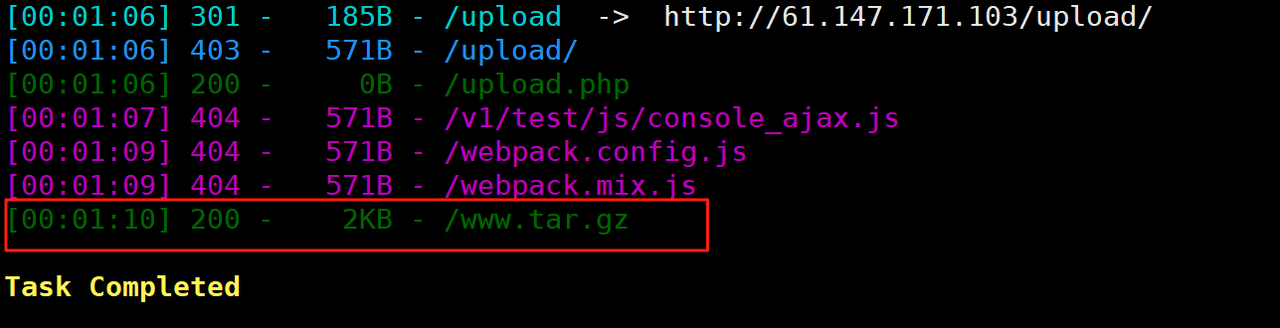 [00:01:06] 301 -   185B - /upload  ->  http://61.147.171.103/upload/
[00:01:06] 403 -   571B - /upload/
[00:01:06] 200 -     0B - /upload.php
[00:01:07] 404 -   571B - /v1/test/js/console_ajax.js
[00:01:09] 404 -   571B - /webpack.config.js
[00:01:09] 404 -   571B - /webpack.mix.js
[00:01:10] 200 -    2KB - /www.tar.gz
Task Completed